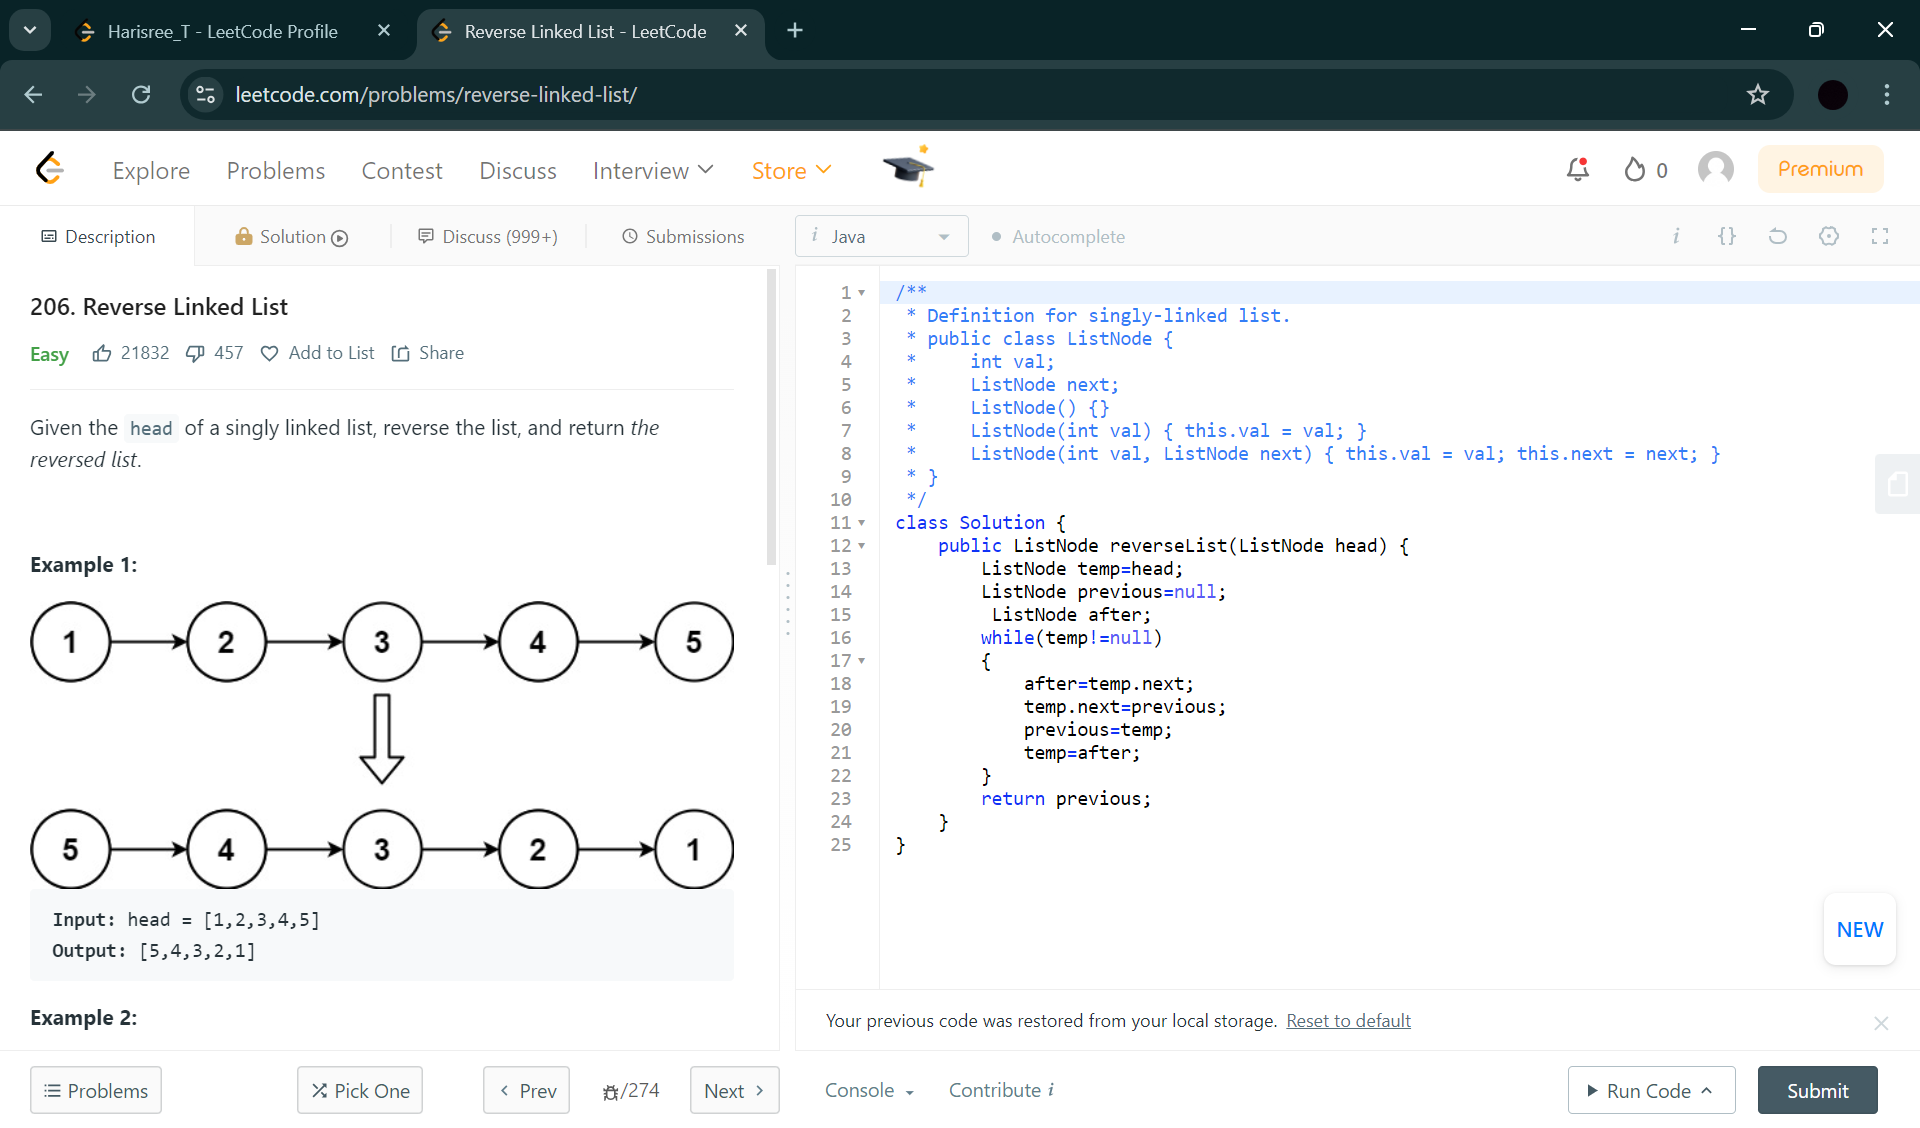 Harisree_T - LeetCode Profile
Reverse Linked List - LeetCode
leetcode.com/problems/reverse-linked-list/
Explore Problems Contest Discuss Interview Store 0 Premium
Description Solution Discuss (999+) Submissions
i Java Autocomplete i {}
206. Reverse Linked List
Easy 21832 457 Add to List Share
Given the head of a singly linked list, reverse the list, and return the
reversed list.
Example 1:
1 2 3 4 5
5 4 3 2 1
Input: head = [1,2,3,4,5]
Output: [5,4,3,2,1]
Example 2:
1 /**
2 * Definition for singly-linked list.
3 * public class ListNode {
4 *     int val;
5 *     ListNode next;
6 *     ListNode() {}
7 *     ListNode(int val) { this.val = val; }
8 *     ListNode(int val, ListNode next) { this.val = val; this.next = next; }
9 * }
10 */
11 class Solution {
12     public ListNode reverseList(ListNode head) {
13         ListNode temp=head;
14         ListNode previous=null;
15          ListNode after;
16         while(temp!=null)
17         {
18             after=temp.next;
19             temp.next=previous;
20             previous=temp;
21             temp=after;
22         }
23         return previous;
24     }
25 }
NEW
Your previous code was restored from your local storage. Reset to default
Problems Pick One Prev /274 Next Console Contribute i Run Code Submit